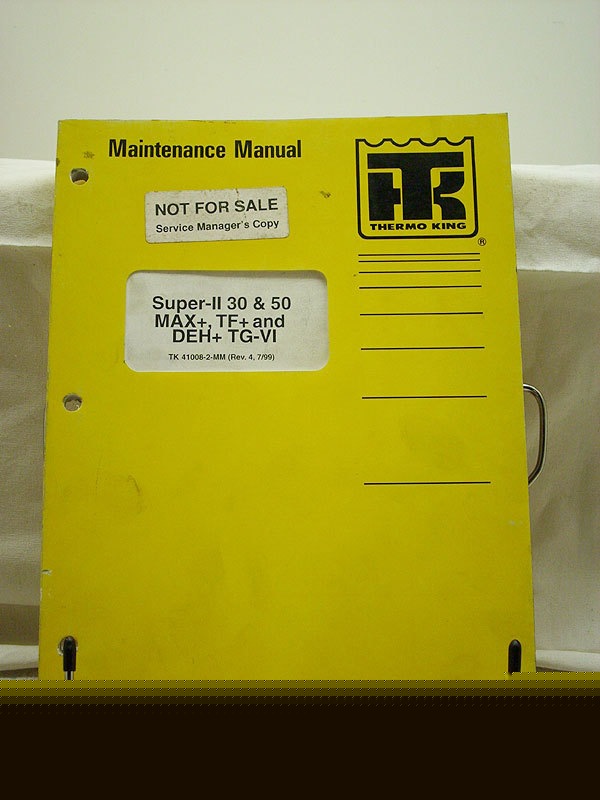 Maintenance Manual
NOT FOR SALE
Service Manager's Copy
TK
THERMO KING
®
Super-II 30 & 50
MAX+, TF+ and
DEH+ TG-VI
TK 41008-2-MM (Rev. 4, 7/99)